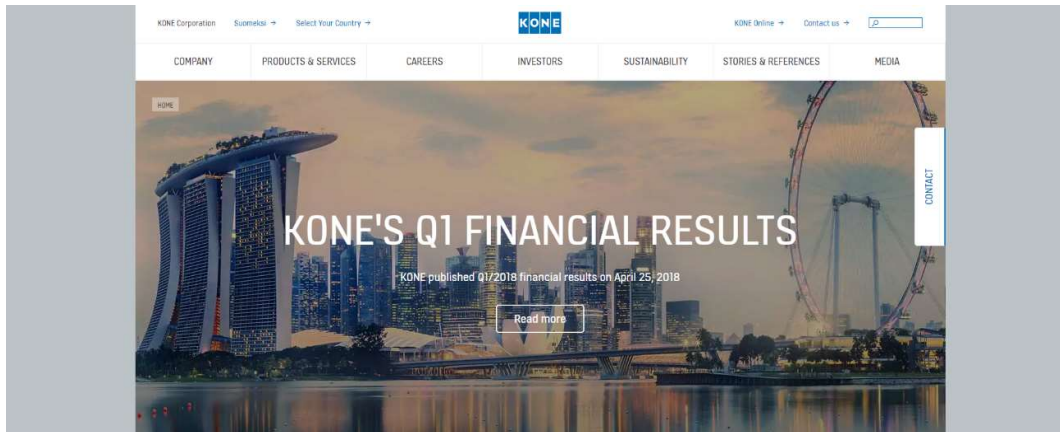 KONE Corporation Suomeksi → Select Your Country → KONE KONE Online → Contact us →
COMPANY PRODUCTS & SERVICES CAREERS INVESTORS SUSTAINABILITY STORIES & REFERENCES MEDIA
HOME
CONTACT
KONE'S Q1 FINANCIAL RESULTS
KONE published Q1/2018 financial results on April 25, 2018
Read more